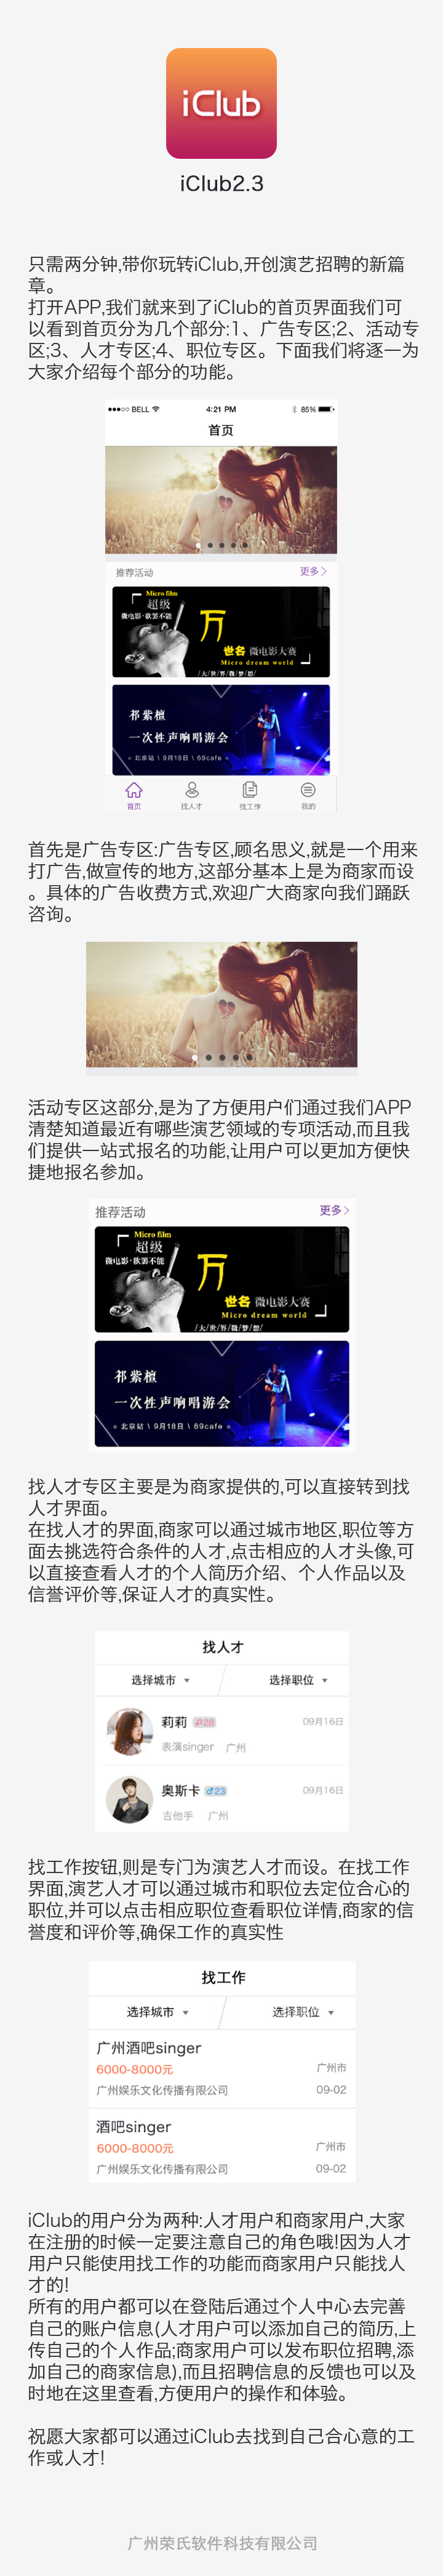 iClub
iClub2.3
只需两分钟,带你玩转iClub,开创演艺招聘的新篇
章。
打开APP,我们就来到了iClub的首页界面我们可
以看到首页分为几个部分:1、广告专区;2、活动专
区;3、人才专区;4、职位专区。下面我们将逐一为
大家介绍每个部分的功能。
BELL 4:21 PM 85%
首页
推荐活动 更多
Micro film
超级
微电影·欲罢不能
万
世名 微电影大赛
Micro dream world
/大/世/界/微/梦/想/
祁紫檀
一次性声响唱游会
北京站 \ 9月18日 \ 69cafe
首页 找人才 找工作 我的
首先是广告专区:广告专区,顾名思义,就是一个用来
打广告,做宣传的地方,这部分基本上是为商家而设
。具体的广告收费方式,欢迎广大商家向我们踊跃
咨询。
活动专区这部分,是为了方便用户们通过我们APP
清楚知道最近有哪些演艺领域的专项活动,而且我
们提供一站式报名的功能,让用户可以更加方便快
捷地报名参加。
推荐活动 更多
Micro film
超级
微电影·欲罢不能
万
世名 微电影大赛
Micro dream world
/大/世/界/微/梦/想/
祁紫檀
一次性声响唱游会
北京站 \ 9月18日 \ 69cafe
找人才专区主要是为商家提供的,可以直接转到找
人才界面。
在找人才的界面,商家可以通过城市地区,职位等方
面去挑选符合条件的人才,点击相应的人才头像,可
以直接查看人才的个人简历介绍、个人作品以及
信誉评价等,保证人才的真实性。
找人才
选择城市 选择职位
莉莉 ♀28 09月16日
表演singer 广州
奥斯卡 ♂23 09月16日
吉他手 广州
找工作按钮,则是专门为演艺人才而设。在找工作
界面,演艺人才可以通过城市和职位去定位合心的
职位,并可以点击相应职位查看职位详情,商家的信
誉度和评价等,确保工作的真实性
找工作
选择城市 选择职位
广州酒吧singer
6000-8000元 广州市
广州娱乐文化传播有限公司 09-02
酒吧singer
6000-8000元 广州市
广州娱乐文化传播有限公司 09-02
iClub的用户分为两种:人才用户和商家用户,大家
在注册的时候一定要注意自己的角色哦!因为人才
用户只能使用找工作的功能而商家用户只能找人
才的!
所有的用户都可以在登陆后通过个人中心去完善
自己的账户信息(人才用户可以添加自己的简历,上
传自己的个人作品;商家用户可以发布职位招聘,添
加自己的商家信息),而且招聘信息的反馈也可以及
时地在这里查看,方便用户的操作和体验。
祝愿大家都可以通过iClub去找到自己合心意的工
作或人才!
广州荣氏软件科技有限公司